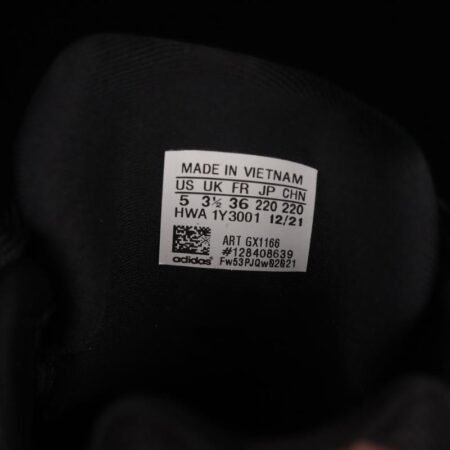 MADE IN VIETNAM
US UK FR JP CHN
5 3½ 36 220 220
HWA 1Y3001 12/21
ART GX1166
#128408639
adidas® Fw53PJQw02021